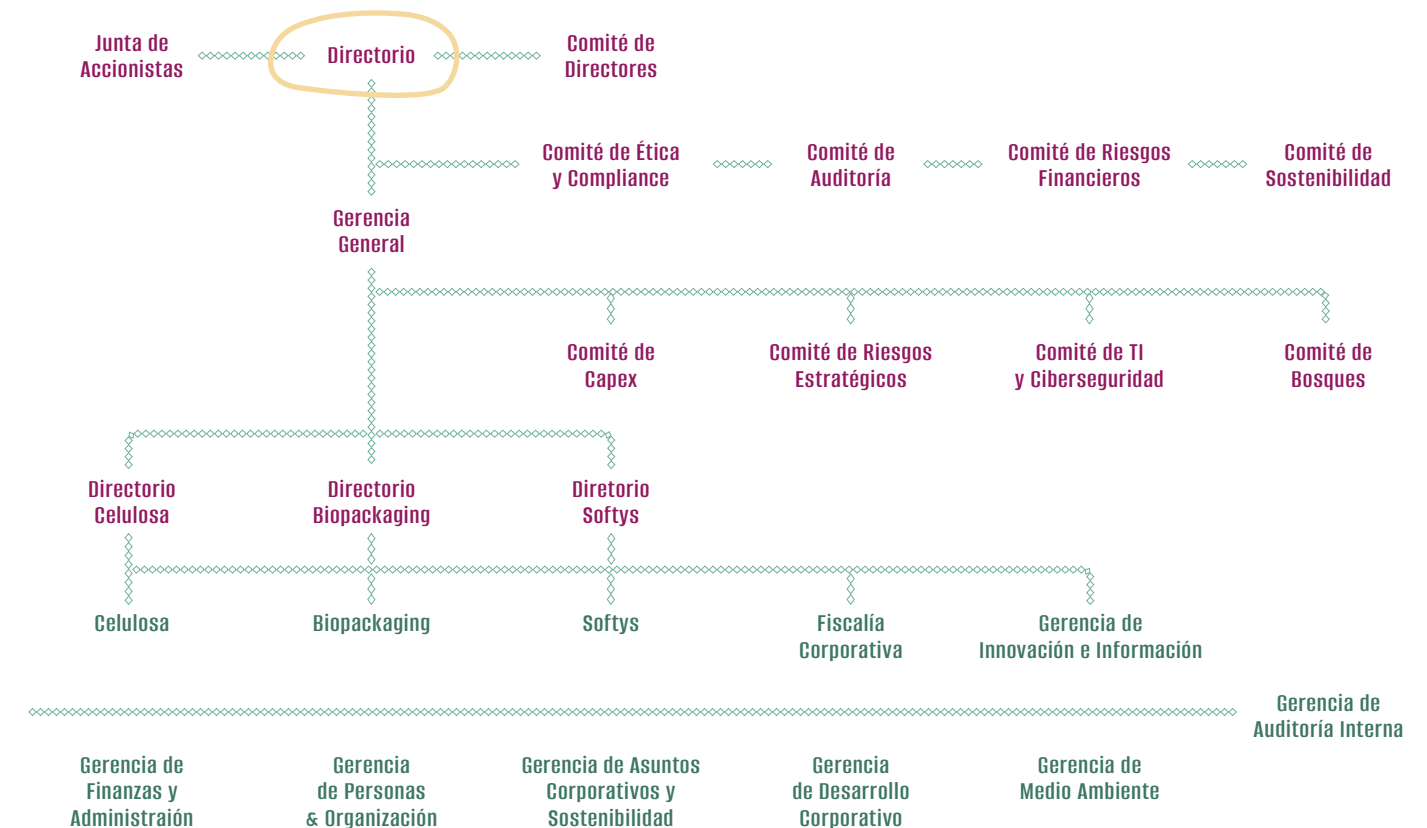 Junta de
Accionistas
Directorio
Comité de
Directores
Comité de Ética
y Compliance
Comité de
Auditoría
Comité de Riesgos
Financieros
Comité de
Sostenibilidad
Gerencia
General
Comité de
Capex
Comité de Riesgos
Estratégicos
Comité de TI
y Ciberseguridad
Comité de
Bosques
Directorio
Celulosa
Directorio
Biopackaging
Diretorio
Softys
Celulosa
Biopackaging
Softys
Fiscalía
Corporativa
Gerencia de
Innovación e Información
Gerencia de
Auditoría Interna
Gerencia de
Finanzas y
Administraión
Gerencia
de Personas
& Organización
Gerencia de Asuntos
Corporativos y
Sostenibilidad
Gerencia
de Desarrollo
Corporativo
Gerencia de
Medio Ambiente